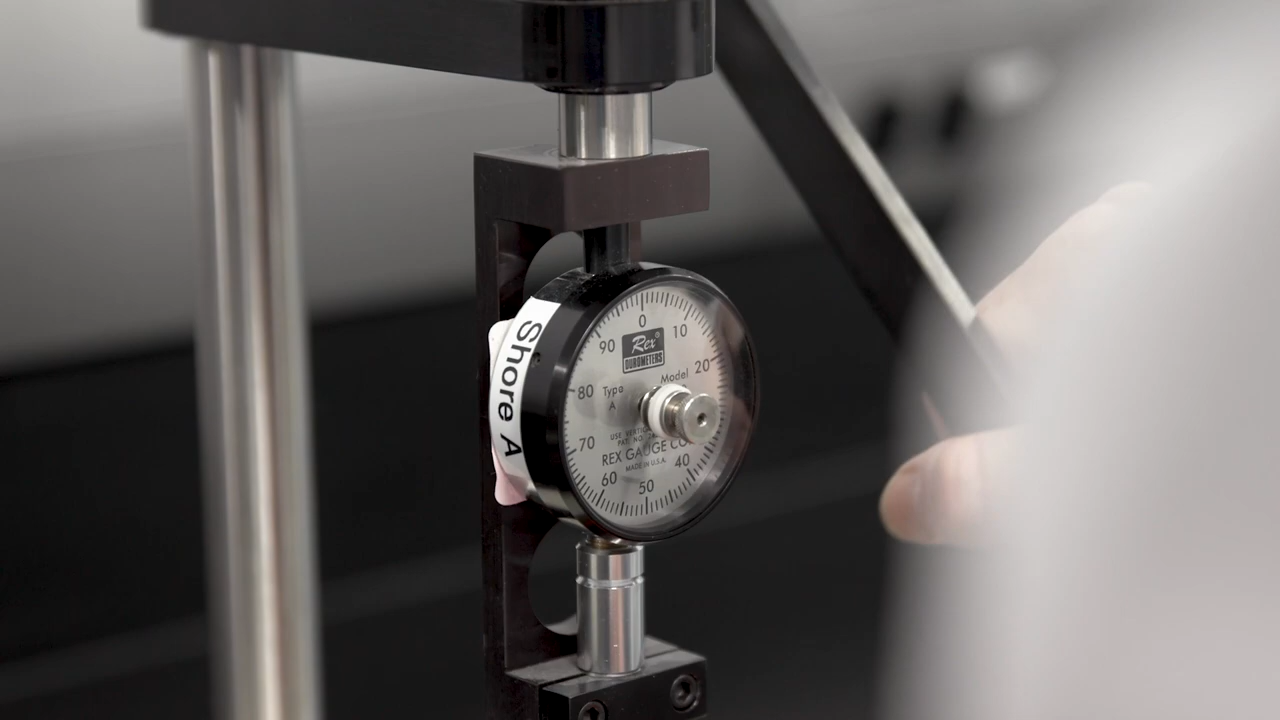 Shore A
0
10
20
40
50
60
70
80
90
Rex®
DUROMETERS
Type
A
Model
REX GAUGE CO.
MADE IN U.S.A.